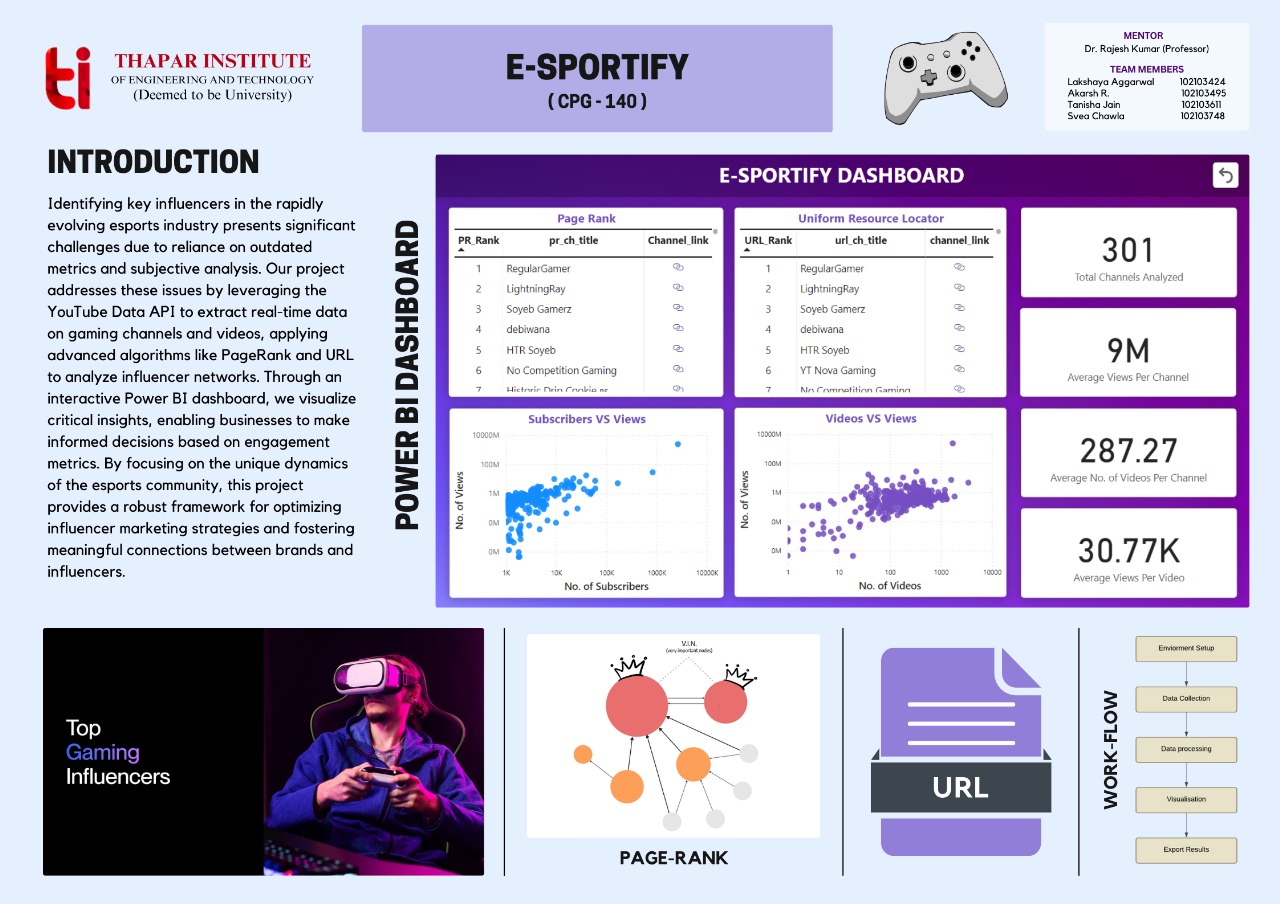 ti
THAPAR INSTITUTE
OF ENGINEERING AND TECHNOLOGY
(Deemed to be University)
E-SPORTIFY
( CPG - 140 )
MENTOR
Dr. Rajesh Kumar (Professor)
TEAM MEMBERS
Lakshaya Aggarwal 102103424
Akarsh R. 102103495
Tanisha Jain 102103611
Svea Chawla 102103748
INTRODUCTION
Identifying key influencers in the rapidly
evolving esports industry presents significant
challenges due to reliance on outdated
metrics and subjective analysis. Our project
addresses these issues by leveraging the
YouTube Data API to extract real-time data
on gaming channels and videos, applying
advanced algorithms like PageRank and URL
to analyze influencer networks. Through an
interactive Power BI dashboard, we visualize
critical insights, enabling businesses to make
informed decisions based on engagement
metrics. By focusing on the unique dynamics
of the esports community, this project
provides a robust framework for optimizing
influencer marketing strategies and fostering
meaningful connections between brands and
influencers.
POWER BI DASHBOARD
E-SPORTIFY DASHBOARD
Page Rank
PR_Rank pr_ch_title Channel_link
1 RegularGamer
2 LightningRay
3 Soyeb Gamerz
4 debiwana
5 HTR Soyeb
6 No Competition Gaming
7 Historic Drip Cookie
Uniform Resource Locator
URL_Rank url_ch_title channel_link
1 RegularGamer
2 LightningRay
3 Soyeb Gamerz
4 debiwana
5 HTR Soyeb
6 YT Nova Gaming
7 No Competition Gaming
301
Total Channels Analyzed
9M
Average Views Per Channel
287.27
Average No. of Videos Per Channel
30.77K
Average Views Per Video
Subscribers VS Views
No. of Views
10000M
100M
1M
0M
0M
1K 10K 100K 1000K 10000K
No. of Subscribers
Videos VS Views
No. of Views
10000M
100M
1M
0M
0M
1 10 100 1000 10000
No. of Videos
Top
Gaming
Influencers
V.I.N.
(very important nodes)
PAGE-RANK
URL
WORK-FLOW
Enviorment Setup
Data Collection
Data processing
Visualisation
Export Results